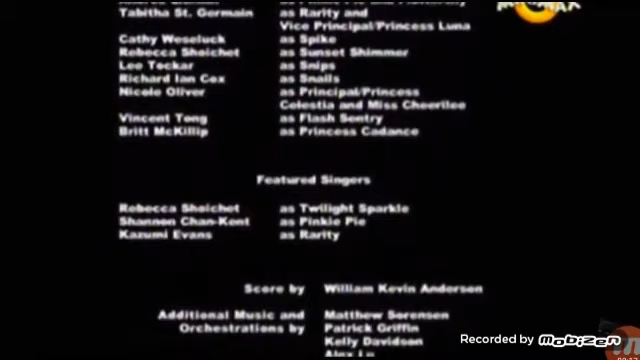 Tabitha St. Germain as Rarity and
Vice Principal/Princess Luna
Cathy Weseluck as Spike
Rebecca Shoichet as Sunset Shimmer
Lee Tockar as Snips
Richard Ian Cox as Snails
Nicole Oliver as Principal/Princess
Celestia and Miss Cheerilee
Vincent Tong as Flash Sentry
Britt McKillip as Princess Cadance
Featured Singers
Rebecca Shoichet as Twilight Sparkle
Shannon Chan-Kent as Pinkie Pie
Kazumi Evans as Rarity
Score by William Kevin Anderson
Additional Music and Matthew Sorensen
Orchestrations by Patrick Griffin
Kelly Davidson
Recorded by Mobizen